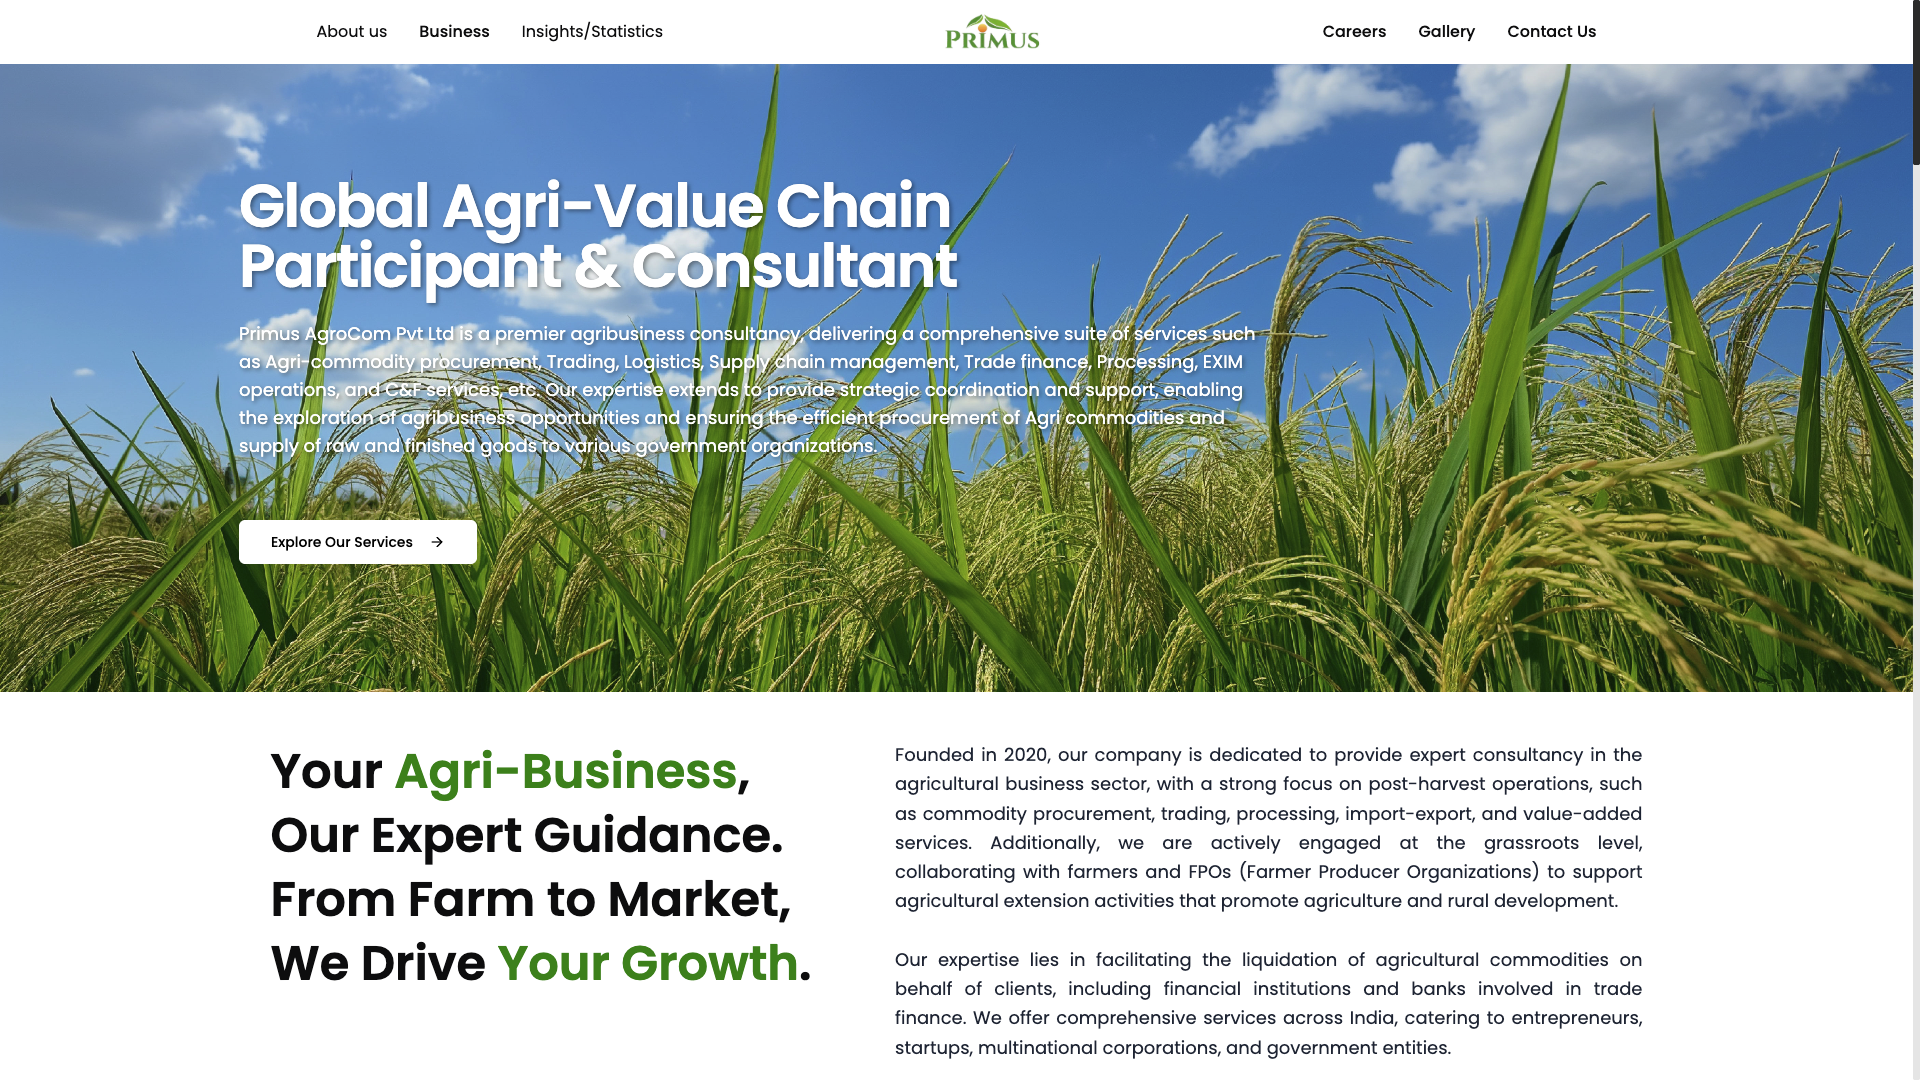 About us
Business
Insights/Statistics
PRIMUS
Careers
Gallery
Contact Us
Global Agri-Value Chain
Participant & Consultant
Primus AgroCom Pvt Ltd is a premier agribusiness consultancy, delivering a comprehensive suite of services such
as Agri-commodity procurement, Trading, Logistics, Supply chain management, Trade finance, Processing, EXIM
operations, and C&F services, etc. Our expertise extends to provide strategic coordination and support, enabling
the exploration of agribusiness opportunities and ensuring the efficient procurement of Agri commodities and
supply of raw and finished goods to various government organizations.
Explore Our Services →
Your Agri-Business,
Our Expert Guidance.
From Farm to Market,
We Drive Your Growth.
Founded in 2020, our company is dedicated to provide expert consultancy in the
agricultural business sector, with a strong focus on post-harvest operations, such
as commodity procurement, trading, processing, import-export, and value-added
services. Additionally, we are actively engaged at the grassroots level,
collaborating with farmers and FPOs (Farmer Producer Organizations) to support
agricultural extension activities that promote agriculture and rural development.
Our expertise lies in facilitating the liquidation of agricultural commodities on
behalf of clients, including financial institutions and banks involved in trade
finance. We offer comprehensive services across India, catering to entrepreneurs,
startups, multinational corporations, and government entities.